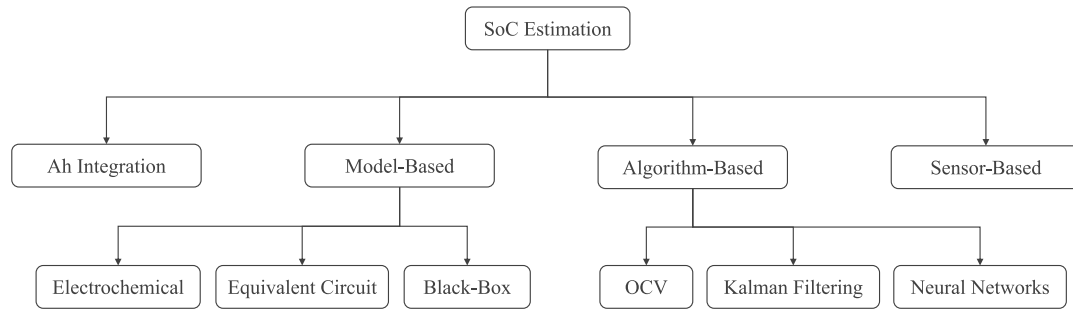 SoC Estimation
Ah Integration
Model-Based
Algorithm-Based
Sensor-Based
Electrochemical
Equivalent Circuit
Black-Box
OCV
Kalman Filtering
Neural Networks